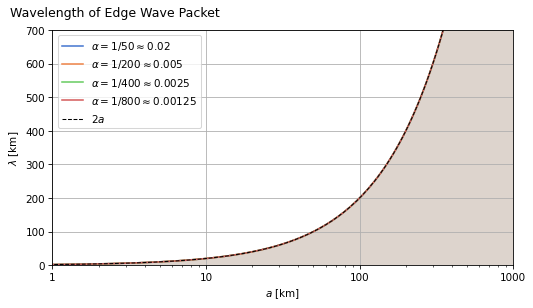 Wavelength of Edge Wave Packet
λ [km]
700
600
500
400
300
200
100
0
α = 1/50 ≈ 0.02
α = 1/200 ≈ 0.005
α = 1/400 ≈ 0.0025
α = 1/800 ≈ 0.00125
2a
1
10
100
1000
a [km]